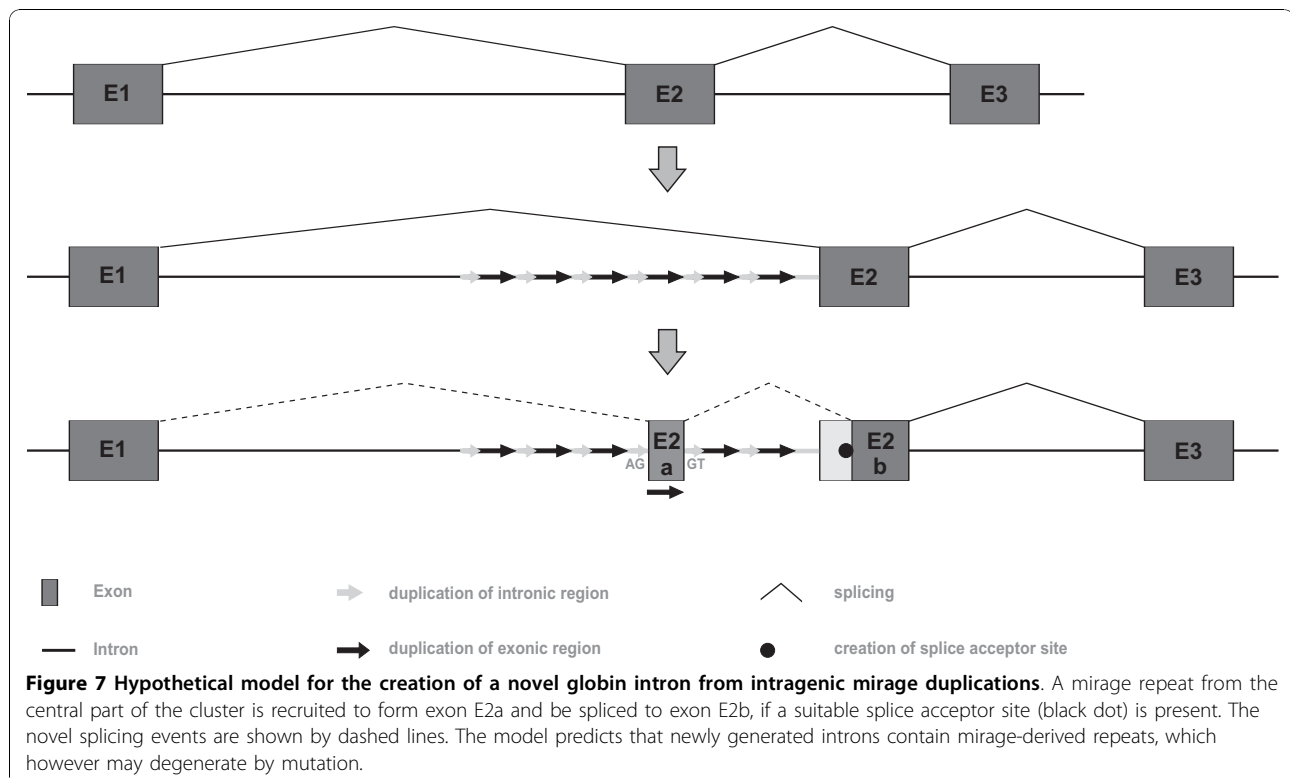 E1 E2 E3
E1 E2 E3
E1 E2 a E2 b E3
AG GT
Exon duplication of intronic region splicing
Intron duplication of exonic region creation of splice acceptor site
Figure 7 Hypothetical model for the creation of a novel globin intron from intragenic mirage duplications. A mirage repeat from the
central part of the cluster is recruited to form exon E2a and be spliced to exon E2b, if a suitable splice acceptor site (black dot) is present. The
novel splicing events are shown by dashed lines. The model predicts that newly generated introns contain mirage-derived repeats, which
however may degenerate by mutation.